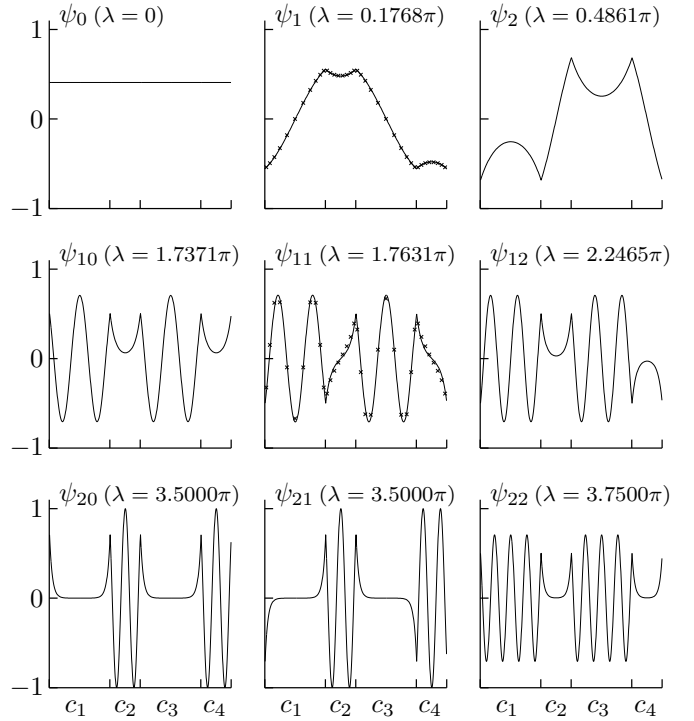 1
0
−1
ψ0 (λ = 0)
ψ1 (λ = 0.1768π)
ψ2 (λ = 0.4861π)
1
0
−1
ψ10 (λ = 1.7371π)
ψ11 (λ = 1.7631π)
ψ12 (λ = 2.2465π)
1
0
−1
ψ20 (λ = 3.5000π)
ψ21 (λ = 3.5000π)
ψ22 (λ = 3.7500π)
c1 c2 c3 c4
c1 c2 c3 c4
c1 c2 c3 c4